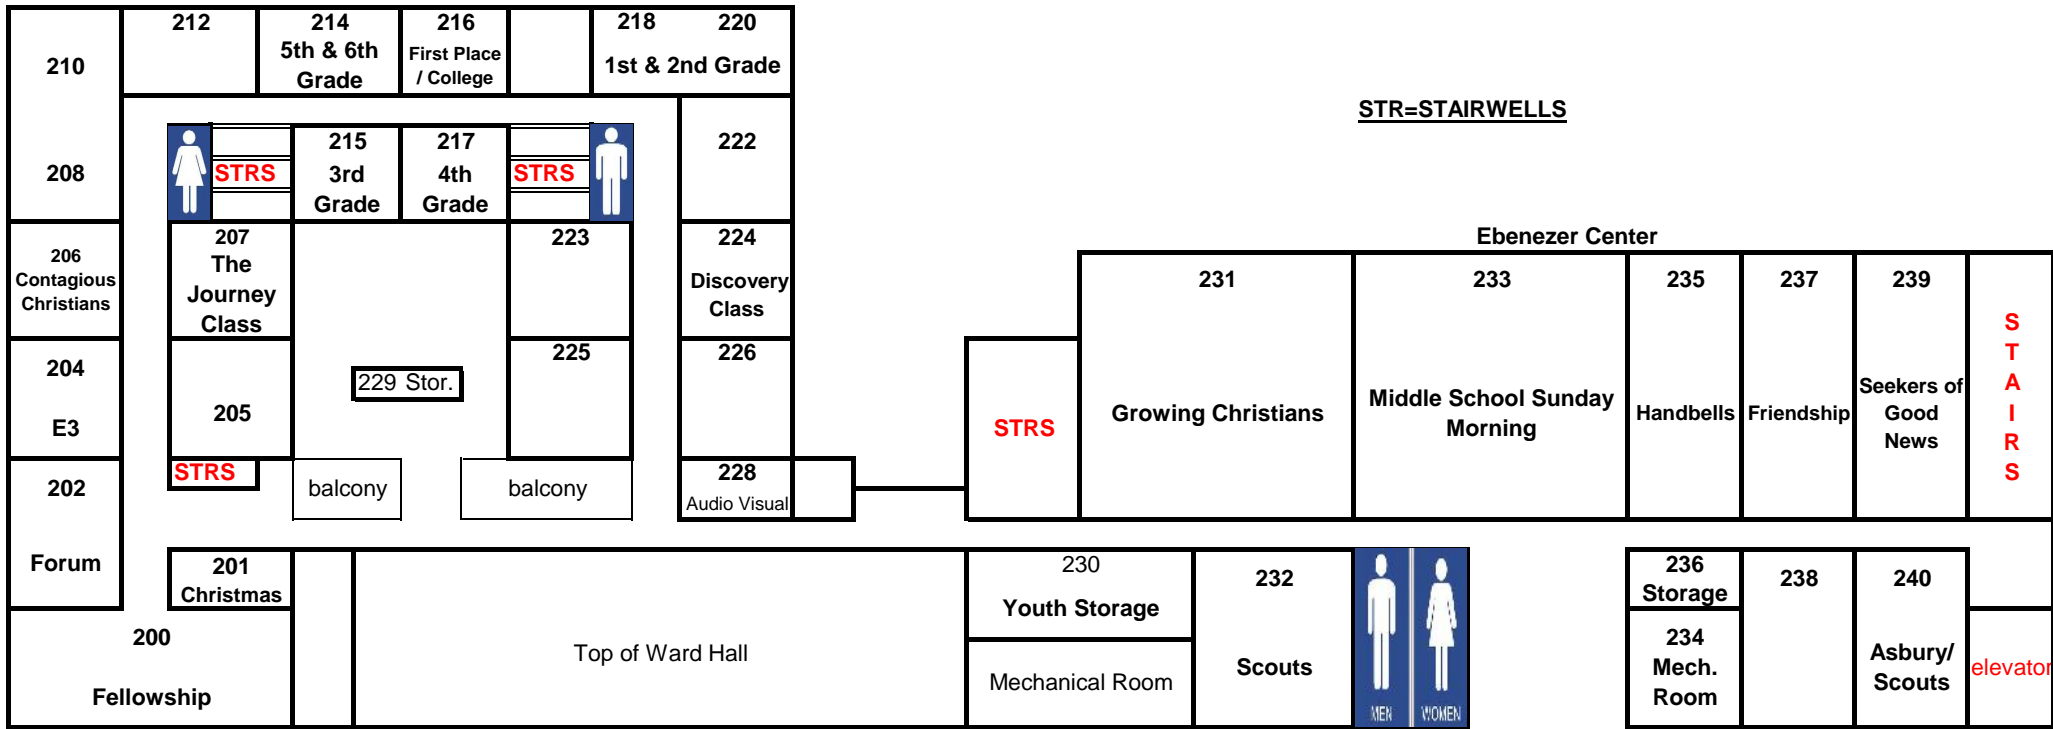 212
214
5th & 6th
Grade
216
First Place
/ College
218 220
1st & 2nd Grade
210
208
STR=STAIRWELLS
STRS
215
3rd
Grade
217
4th
Grade
STRS
222
206
Contagious
Christians
207
The
Journey
Class
223
224
Discovery
Class
Ebenezer Center
231
Growing Christians
233
Middle School Sunday
Morning
235
Handbells
237
Friendship
239
Seekers of
Good
News
S
T
A
I
R
S
204
E3
205
229 Stor.
225
226
STRS
202
Forum
STRS
balcony
balcony
228
Audio Visual
201
Christmas
200
Fellowship
Top of Ward Hall
230
Youth Storage
Mechanical Room
232
Scouts
MEN
WOMEN
236
Storage
234
Mech.
Room
238
240
Asbury/
Scouts
elevator